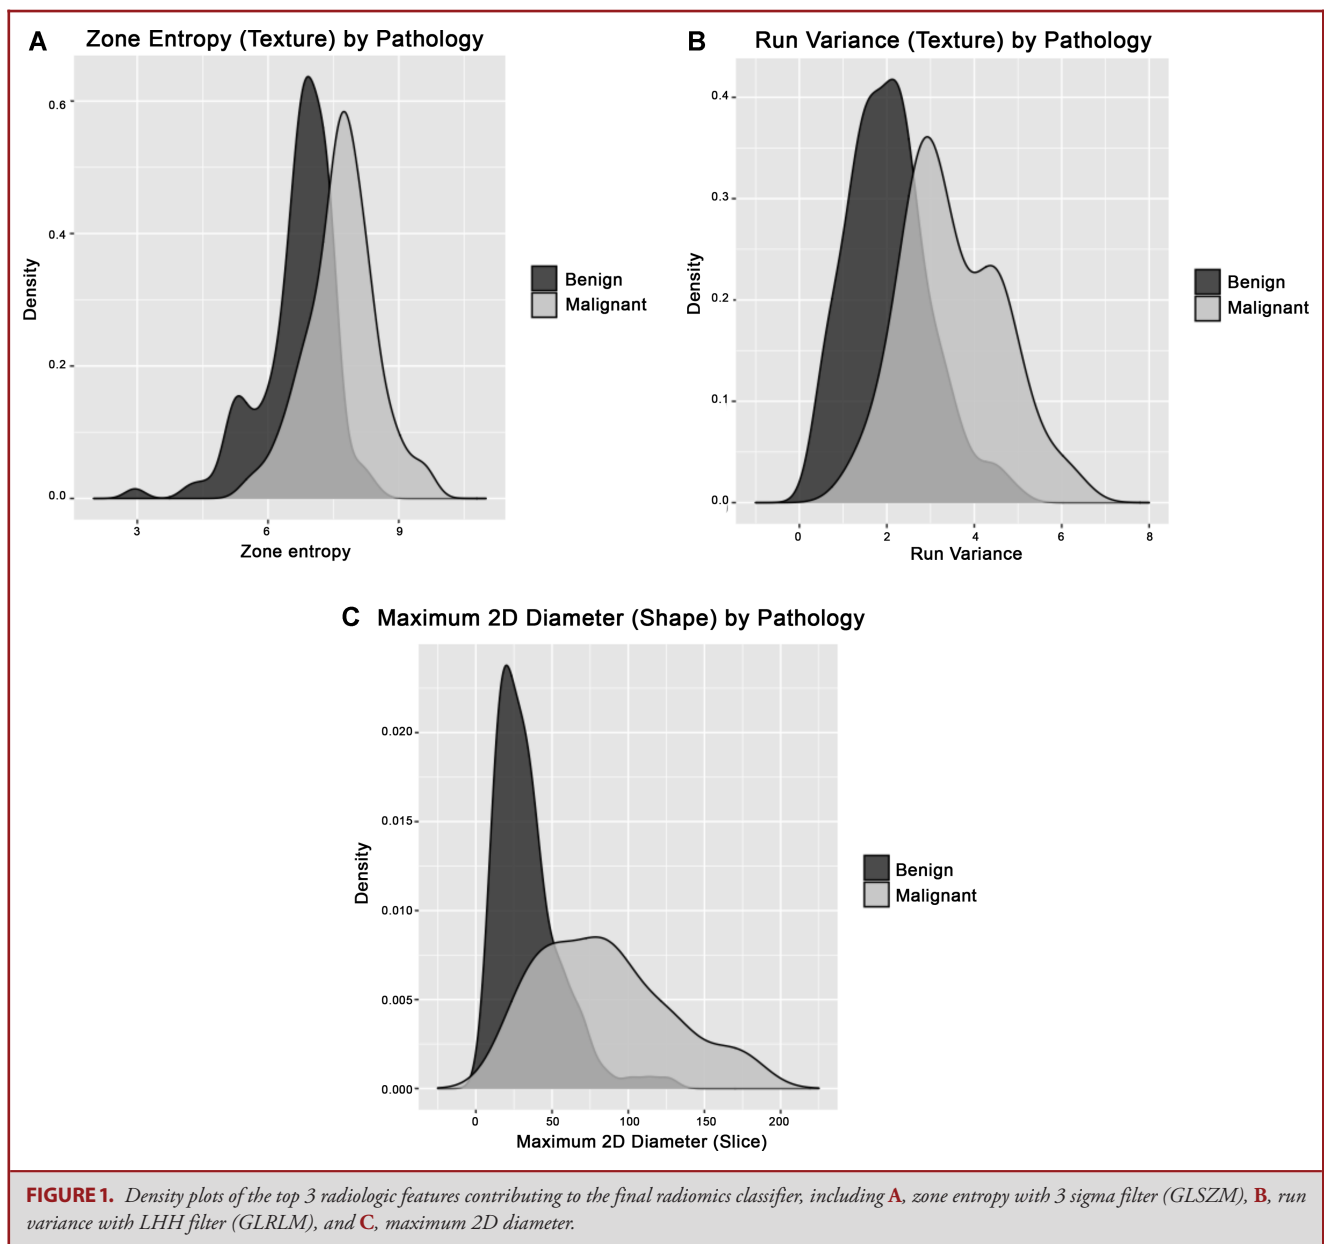 A Zone Entropy (Texture) by Pathology
0.6
0.4
0.2
0.0
Density
3 6 9
Zone entropy
Benign
Malignant
B Run Variance (Texture) by Pathology
0.4
0.3
0.2
0.1
0.0
Density
0 2 4 6 8
Run Variance
Benign
Malignant
C Maximum 2D Diameter (Shape) by Pathology
0.020
0.015
0.010
0.005
0.000
Density
0 50 100 150 200
Maximum 2D Diameter (Slice)
Benign
Malignant
FIGURE 1. Density plots of the top 3 radiologic features contributing to the final radiomics classifier, including A, zone entropy with 3 sigma filter (GLSZM), B, run
variance with LHH filter (GLRLM), and C, maximum 2D diameter.